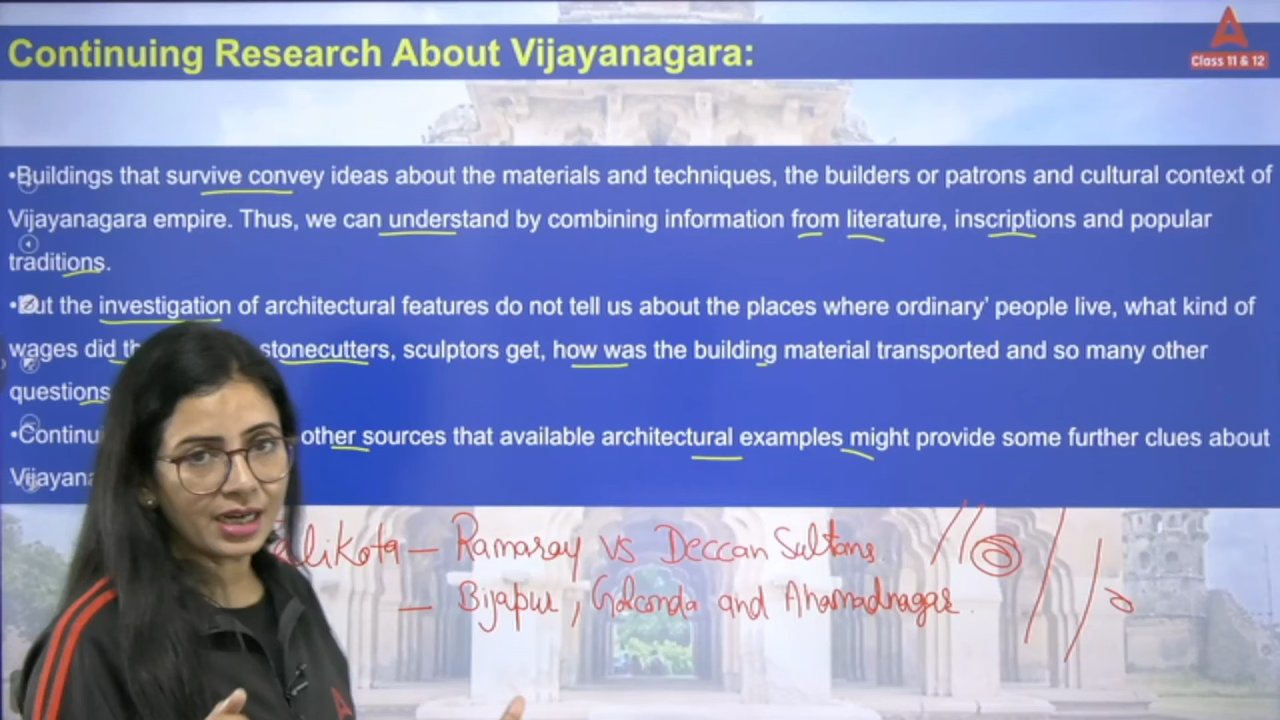 Continuing Research About Vijayanagara:
Class 11 & 12
•Buildings that survive convey ideas about the materials and techniques, the builders or patrons and cultural context of
Vijayanagara empire. Thus, we can understand by combining information from literature, inscriptions and popular
traditions.
•But the investigation of architectural features do not tell us about the places where ordinary' people live, what kind of
wages did stonecutters, sculptors get, how was the building material transported and so many other
questions
other sources that available architectural examples might provide some further clues about
alikota – Ramaray vs Deccan Sultans.
– Bijapur, Golconda and Ahamadnagar.